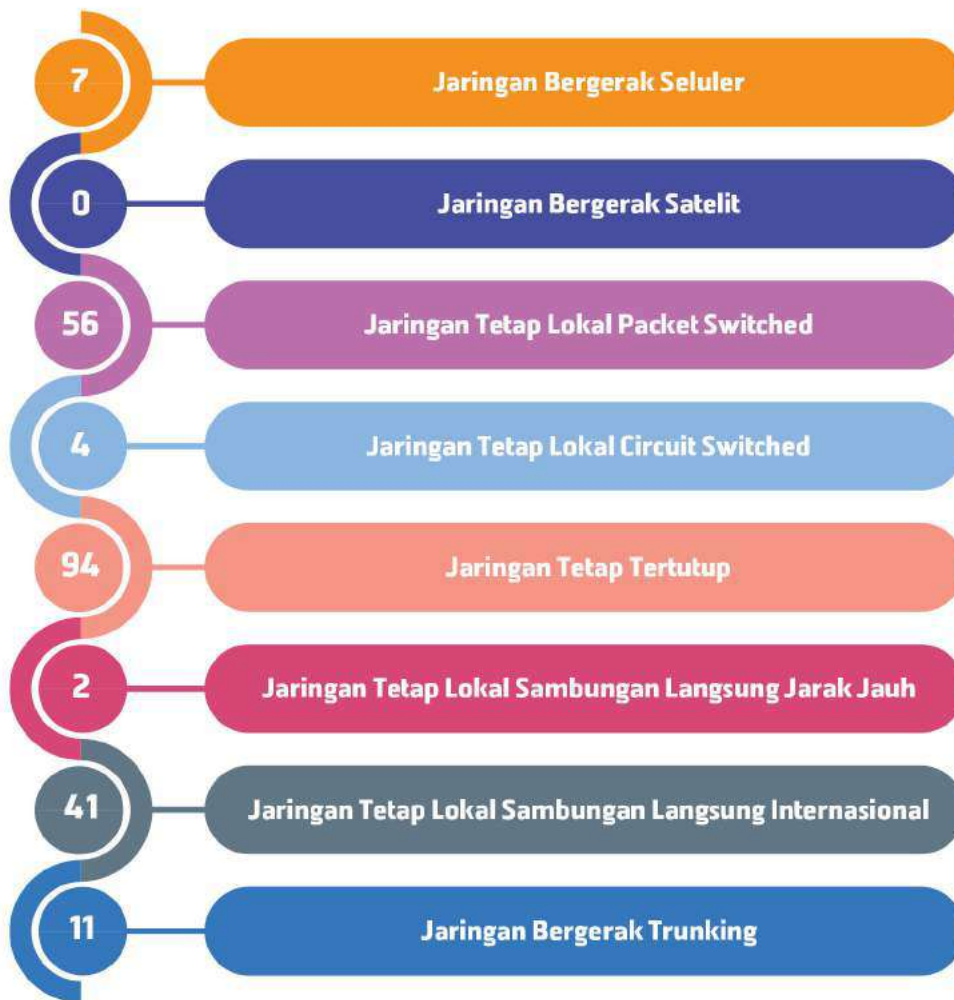 7 Jaringan Bergerak Seluler
0 Jaringan Bergerak Satelit
56 Jaringan Tetap Lokal Packet Switched
4 Jaringan Tetap Lokal Circuit Switched
94 Jaringan Tetap Tertutup
2 Jaringan Tetap Lokal Sambungan Langsung Jarak Jauh
41 Jaringan Tetap Lokal Sambungan Langsung Internasional
11 Jaringan Bergerak Trunking